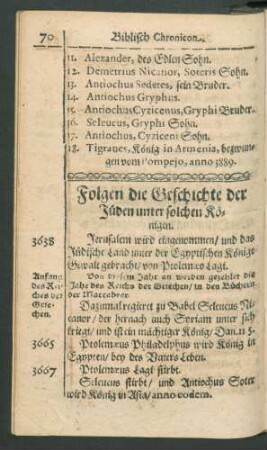 70 Biblisch Chronicon.
11. Alexander, des Edlen Sohn.
12. Demetrius Nicanor, Soteris Sohn.
13. Antiochus Sedetes, sein Bruder.
14. Antiochus Gryphus.
15. Antiochus Cyzicenus, Gryphi Bruder.
16. Seleucus, Gryphi Sohn.
17. Antiochus, Cyziceni Sohn.
18. Tigranes, König in Armenia, bezwun-
gen vom Pompejo, anno 3889.
Folgen die Geschichte der
Jüden unter solchen Kö-
nigen.
3638 Jerusalem wird eingenommen / und das
Jüdische Land unter der Egyptischen Könige
Gewalt gebracht / von Ptolemæo Lagi.
Anfang Von diesem Jahr an werden gezehlet die
des Rei- Jahr des Reichs der Griechen / in den Büchern
ches der der Maccabeer.
Grie- Dazumal regieret zu Babel Seleucus Ni-
chen. canor / der hernach auch Syriam unter sich
kriegt / und ist ein mächtiger König / Dan. 11 5.
3665 Ptolemæus Philadelphus wird König in
Egypten / bey des Vaters Leben.
3667 Ptolemæus Lagi stirbt.
Seleucus stirbt / und Antiochus Soter
wird König in Asia / anno eodem.